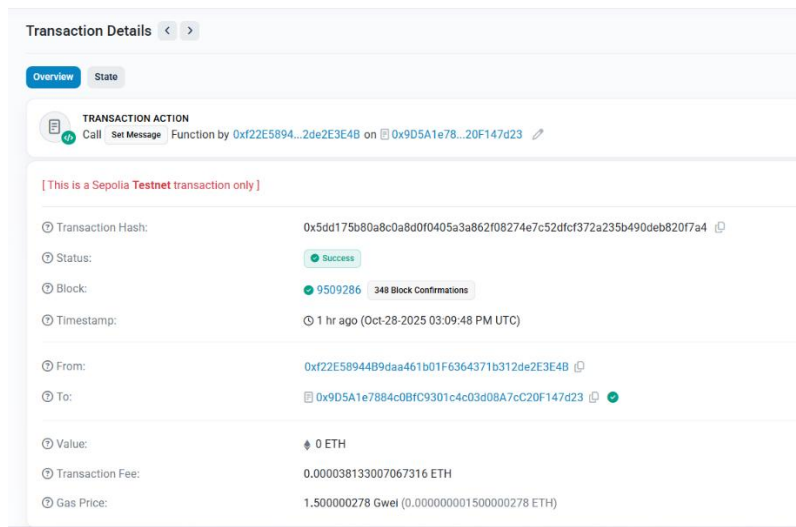 Transaction Details < >
Overview State
TRANSACTION ACTION
Call Set Message Function by 0xf22E5894...2de2E3E4B on 0x9D5A1e78...20F147d23
[ This is a Sepolia Testnet transaction only ]
Transaction Hash: 0x5dd175b80a8c0a8d0f0405a3a862f08274e7c52dfcf372a235b490deb820f7a4
Status: Success
Block: 9509286 348 Block Confirmations
Timestamp: 1 hr ago (Oct-28-2025 03:09:48 PM UTC)
From: 0xf22E58944B9daa461b01F6364371b312de2E3E4B
To: 0x9D5A1e7884c0BfC9301c4c03d08A7cC20F147d23
Value: 0 ETH
Transaction Fee: 0.000038133007067316 ETH
Gas Price: 1.500000278 Gwei (0.000000001500000278 ETH)